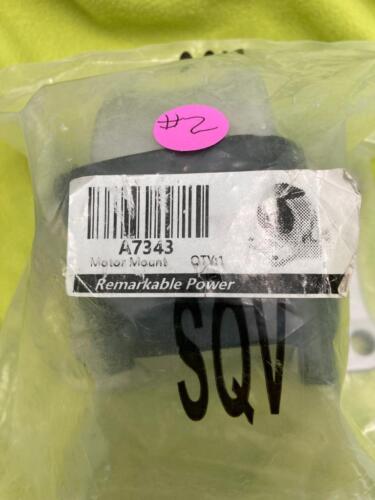 #2
A7343
Motor Mount QTY:1
Remarkable Power
SQV